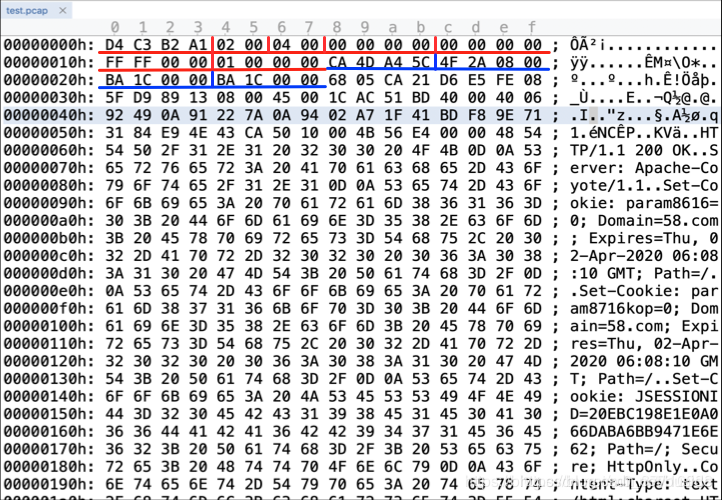 test.pcap
0 1 2 3 4 5 6 7 8 9 a b c d e f
00000000h: D4 C3 B2 A1 02 00 04 00 00 00 00 00 00 00 00 00 ; ÔÃ²¡............
00000010h: FF FF 00 00 01 00 00 00 CA 4D A4 5C 4F 2A 08 00 ; ÿÿ......ÊM¤\O*..
00000020h: BA 1C 00 00 BA 1C 00 00 68 05 CA 21 D6 E5 FE 08 ; º...º...h.Ê!Öåþ.
00000030h: 5F D9 89 13 08 00 45 00 1C AC 51 BD 40 00 40 06 ; _Ù....E..¬Q½@.@.
00000040h: 92 49 0A 91 22 7A 0A 94 02 A7 1F 41 BD F8 9E 71 ; .I.."z...§.A½ø.q
00000050h: 31 84 E9 4E 43 CA 50 10 00 4B 56 E4 00 00 48 54 ; 1.éNCÊP..KVä..HT
00000060h: 54 50 2F 31 2E 31 20 32 30 30 20 4F 4B 0D 0A 53 ; TP/1.1 200 OK..S
00000070h: 65 72 76 65 72 3A 20 41 70 61 63 68 65 2D 43 6F ; erver: Apache-Co
00000080h: 79 6F 74 65 2F 31 2E 31 0D 0A 53 65 74 2D 43 6F ; yote/1.1..Set-Co
00000090h: 6F 6B 69 65 3A 20 70 61 72 61 6D 38 36 31 36 3D ; okie: param8616=
000000a0h: 30 3B 20 44 6F 6D 61 69 6E 3D 35 38 2E 63 6F 6D ; 0; Domain=58.com
000000b0h: 3B 20 45 78 70 69 72 65 73 3D 54 68 75 2C 20 30 ; ; Expires=Thu, 0
000000c0h: 32 2D 41 70 72 2D 32 30 32 30 20 30 36 3A 30 38 ; 2-Apr-2020 06:08
000000d0h: 3A 31 30 20 47 4D 54 3B 20 50 61 74 68 3D 2F 0D ; :10 GMT; Path=/.
000000e0h: 0A 53 65 74 2D 43 6F 6F 6B 69 65 3A 20 70 61 72 ; .Set-Cookie: par
000000f0h: 61 6D 38 37 31 36 6B 6F 70 3D 30 3B 20 44 6F 6D ; am8716kop=0; Dom
00000100h: 61 69 6E 3D 35 38 2E 63 6F 6D 3B 20 45 78 70 69 ; ain=58.com; Expi
00000110h: 72 65 73 3D 54 68 75 2C 20 30 32 2D 41 70 72 2D ; res=Thu, 02-Apr-
00000120h: 32 30 32 30 20 30 36 3A 30 38 3A 31 30 20 47 4D ; 2020 06:08:10 GM
00000130h: 54 3B 20 50 61 74 68 3D 2F 0D 0A 53 65 74 2D 43 ; T; Path=/..Set-C
00000140h: 6F 6F 6B 69 65 3A 20 4A 53 45 53 53 49 4F 4E 49 ; ookie: JSESSIONI
00000150h: 44 3D 32 30 45 42 43 31 39 38 45 31 45 30 41 30 ; D=20EBC198E1E0A0
00000160h: 36 36 44 41 42 41 36 42 42 39 34 37 31 45 36 45 ; 66DABA6BB9471E6E
00000170h: 36 32 3B 20 50 61 74 68 3D 2F 3B 20 53 65 63 75 ; 62; Path=/; Secu
00000180h: 72 65 3B 20 48 74 74 70 4F 6E 6C 79 0D 0A 43 6F ; re; HttpOnly..Co
00000190h: 6E 74 65 6E 74 2D 54 79 70 65 3A 20 74 65 78 74 ; ntent-Type: text